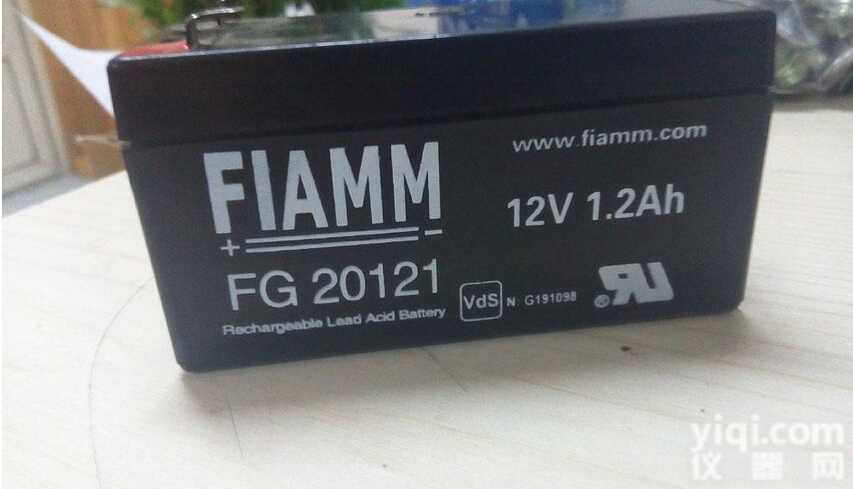 www.fiamm.com
FIAMM
12V 1.2Ah
+ −
FG 20121
VdS N: G191098
® RU
Rechargeable Lead Acid Battery
yiqi.com
仪器网